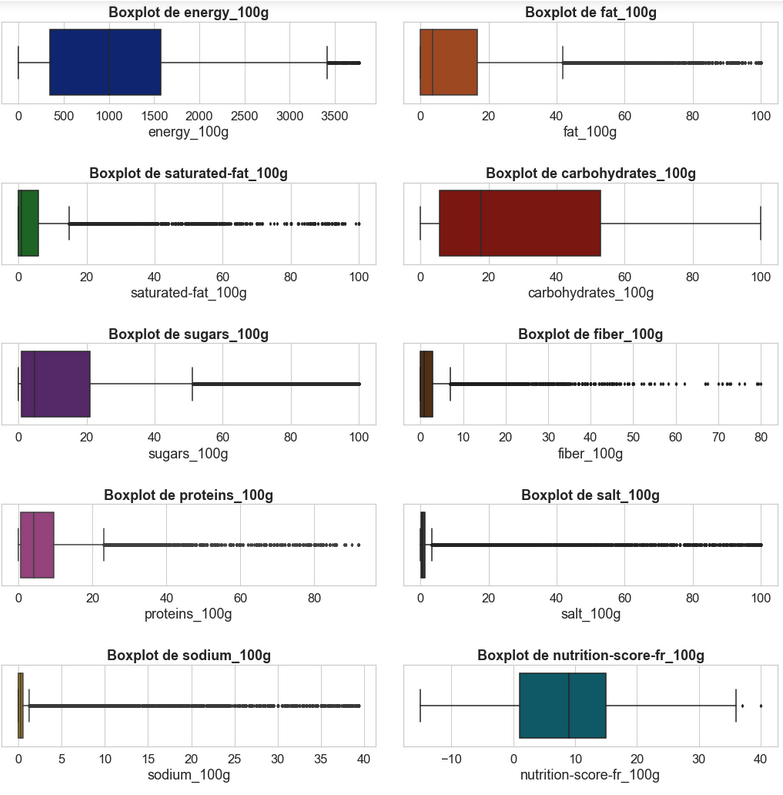 Boxplot de energy_100g
0 500 1000 1500 2000 2500 3000 3500
energy_100g
Boxplot de fat_100g
0 20 40 60 80 100
fat_100g
Boxplot de saturated-fat_100g
0 20 40 60 80 100
saturated-fat_100g
Boxplot de carbohydrates_100g
0 20 40 60 80 100
carbohydrates_100g
Boxplot de sugars_100g
0 20 40 60 80 100
sugars_100g
Boxplot de fiber_100g
0 10 20 30 40 50 60 70 80
fiber_100g
Boxplot de proteins_100g
0 20 40 60 80
proteins_100g
Boxplot de salt_100g
0 20 40 60 80 100
salt_100g
Boxplot de sodium_100g
0 5 10 15 20 25 30 35 40
sodium_100g
Boxplot de nutrition-score-fr_100g
−10 0 10 20 30 40
nutrition-score-fr_100g